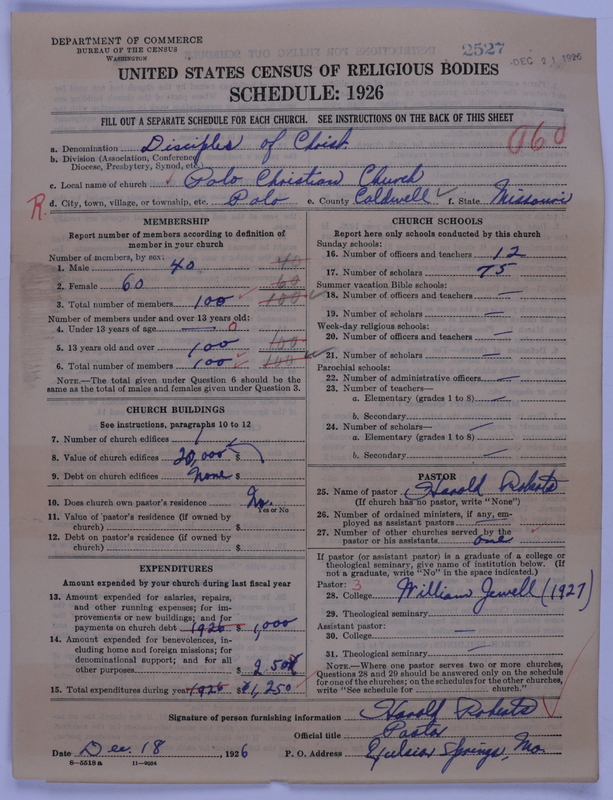 DEPARTMENT OF COMMERCE
BUREAU OF THE CENSUS
WASHINGTON
2527
DEC 21 1926
UNITED STATES CENSUS OF RELIGIOUS BODIES
SCHEDULE: 1926
FILL OUT A SEPARATE SCHEDULE FOR EACH CHURCH. SEE INSTRUCTIONS ON THE BACK OF THIS SHEET
060
a. Denomination Disciples of Christ
b. Division (Association, Conference,
Diocese, Presbytery, Synod, etc.)
c. Local name of church Polo Christian Church
R. d. City, town, village, or township, etc. Polo e. County Caldwell f. State Missouri
MEMBERSHIP
Report number of members according to definition of
member in your church
Number of members, by sex:
1. Male 40 40
2. Female 60 60
3. Total number of members 100 100
Number of members under and over 13 years old:
4. Under 13 years of age — 0
5. 13 years old and over 100 100
6. Total number of members 100 100
NOTE.—The total given under Question 6 should be
same as the total of males and females given under Question 3.
CHURCH BUILDINGS
See instructions, paragraphs 10 to 12
7. Number of church edifices 1
8. Value of church edifices 20,000 $
9. Debt on church edifices None $
10. Does church own pastor's residence No.
Yes or No
11. Value of pastor's residence (if owned by
church) $
12. Debt on pastor's residence (if owned by
church) $
EXPENDITURES
Amount expended by your church during last fiscal year
13. Amount expended for salaries, repairs,
and other running expenses; for im-
provements or new buildings; and for
payments on church debt 1926 $ 1,000
14. Amount expended for benevolences, in-
cluding home and foreign missions; for
denominational support; and for all
other purposes $ 250
15. Total expenditures during year 1926 $1,250
CHURCH SCHOOLS
Report here only schools conducted by this church
Sunday schools:
16. Number of officers and teachers 12
17. Number of scholars 75
Summer vacation Bible schools:
18. Number of officers and teachers —
19. Number of scholars —
Week-day religious schools:
20. Number of officers and teachers —
21. Number of scholars —
Parochial schools:
22. Number of administrative officers —
23. Number of teachers—
a. Elementary (grades 1 to 8) —
b. Secondary —
24. Number of scholars—
a. Elementary (grades 1 to 8) —
b. Secondary —
PASTOR
25. Name of pastor Harold Roberts
(If church has no pastor, write "None")
26. Number of ordained ministers, if any, em-
ployed as assistant pastors —
27. Number of other churches served by the
pastor or his assistants one
If pastor (or assistant pastor) is a graduate of a college or
theological seminary, give name of institution below. (If
not a graduate, write "No" in the space indicated.)
Pastor: 3
28. College William Jewell (1927)
29. Theological seminary
Assistant pastor:
30. College —
31. Theological seminary —
NOTE.—Where one pastor serves two or more churches,
Questions 28 and 29 should be answered only on the schedule
for one of the churches; on the schedules for the other churches,
write "See schedule for church."
Signature of person furnishing information Harold Roberts
Official title Pastor
Date Dec. 18, 1926 P. O. Address Excelsior Springs, Mo.
8—5518a 11—9054